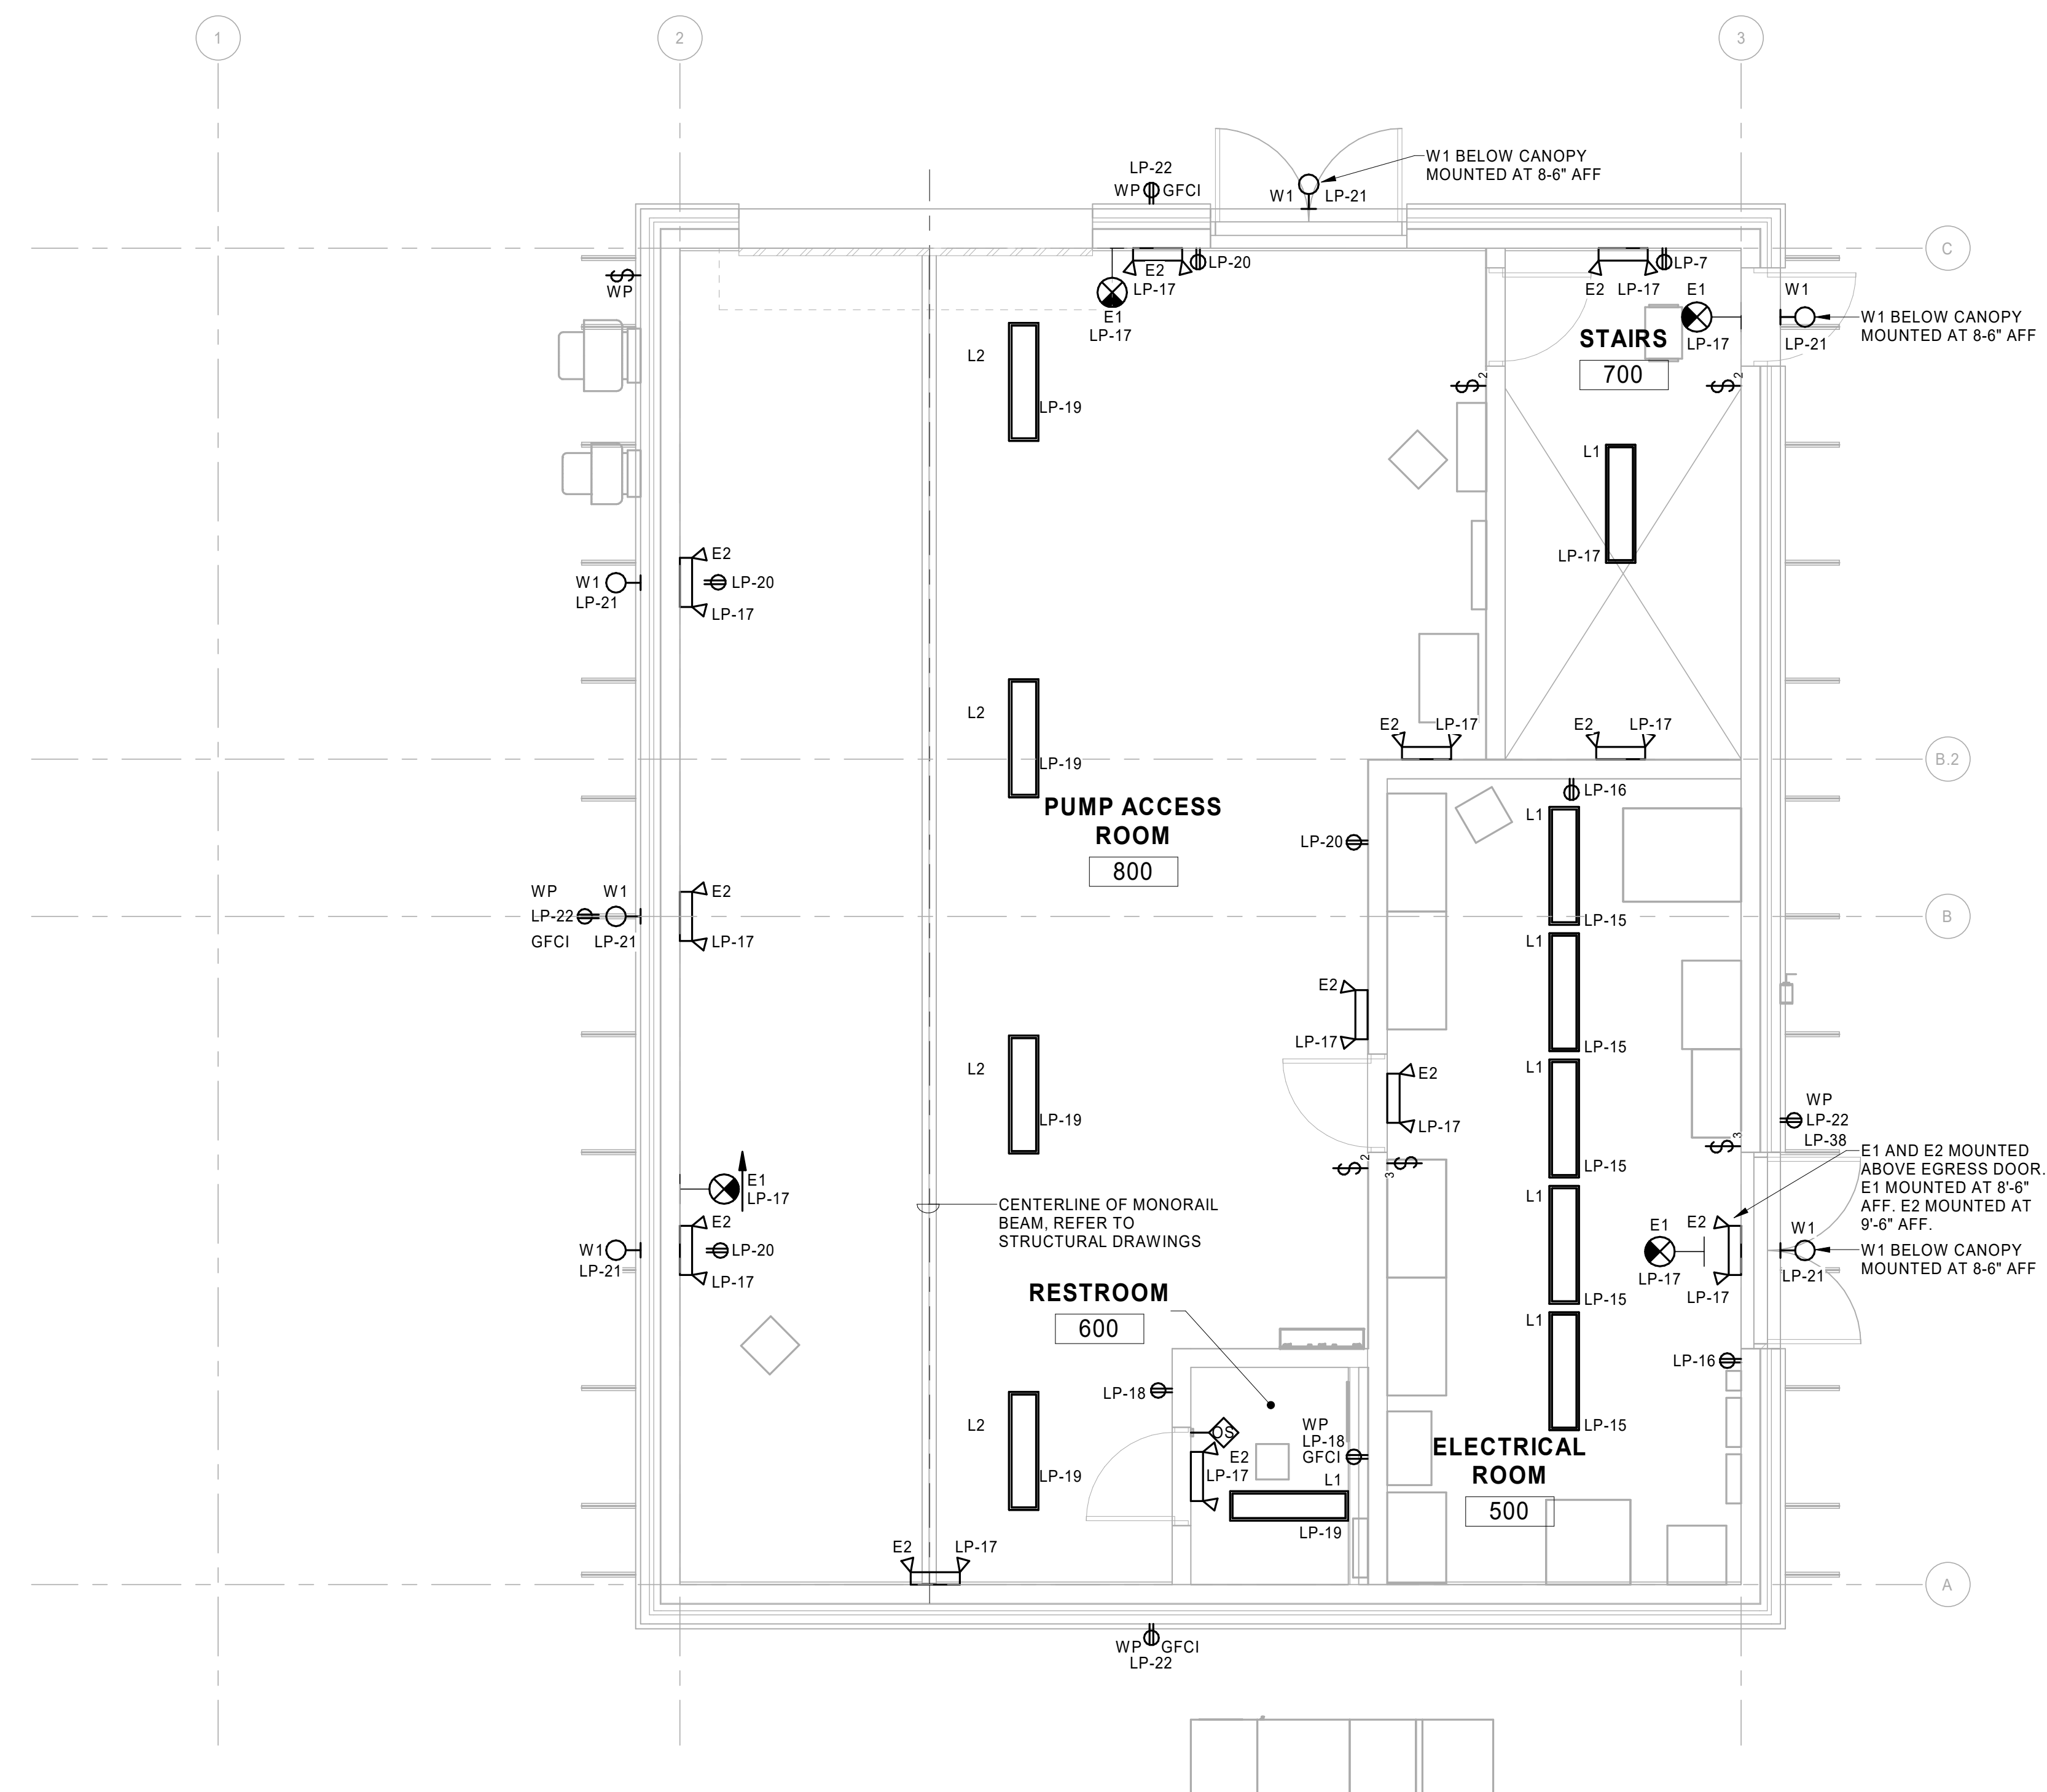 1
2
3
LP-22
WP GFCI
W1
LP-21
W1 BELOW CANOPY
MOUNTED AT 8-6" AFF
C
WP
E2
LP-17
LP-20
E1
LP-17
E2
LP-17
LP-7
E1
LP-17
W1
LP-21
W1 BELOW CANOPY
MOUNTED AT 8-6" AFF
STAIRS
700
2
2
L2
LP-19
L1
LP-17
W1
LP-21
E2
LP-20
LP-17
L2
LP-19
E2
LP-17
E2
LP-17
B.2
PUMP ACCESS
ROOM
800
LP-20
LP-16
L1
LP-15
WP
LP-22
GFCI
W1
LP-21
E2
LP-17
B
L1
LP-15
E2
LP-17
L2
LP-19
E2
LP-17
L1
LP-15
WP
LP-22
LP-38
3
2
3
E1
LP-17
E2
LP-20
LP-17
W1
LP-21
CENTERLINE OF MONORAIL
BEAM, REFER TO
STRUCTURAL DRAWINGS
L1
LP-15
E1 AND E2 MOUNTED
ABOVE EGRESS DOOR.
E1 MOUNTED AT 8'-6"
AFF. E2 MOUNTED AT
9'-6" AFF.
E1
LP-17
E2
LP-17
W1
LP-21
W1 BELOW CANOPY
MOUNTED AT 8-6" AFF
RESTROOM
600
L1
LP-15
LP-16
LP-18
L2
LP-19
OS
E2
LP-17
WP
LP-18
GFCI
L1
LP-19
ELECTRICAL
ROOM
500
E2
LP-17
A
WP GFCI
LP-22